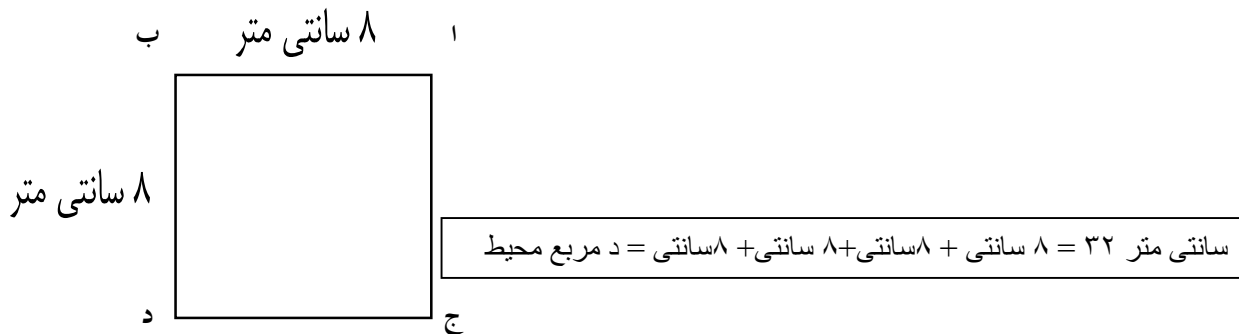 ا
۸ سانتی متر
ب
۸ سانتی متر
سانتی متر ۳۲ = ۸ سانتی + ۸سانتی+ ۸ سانتی+ ۸سانتی = د مربع محیط
ج
د